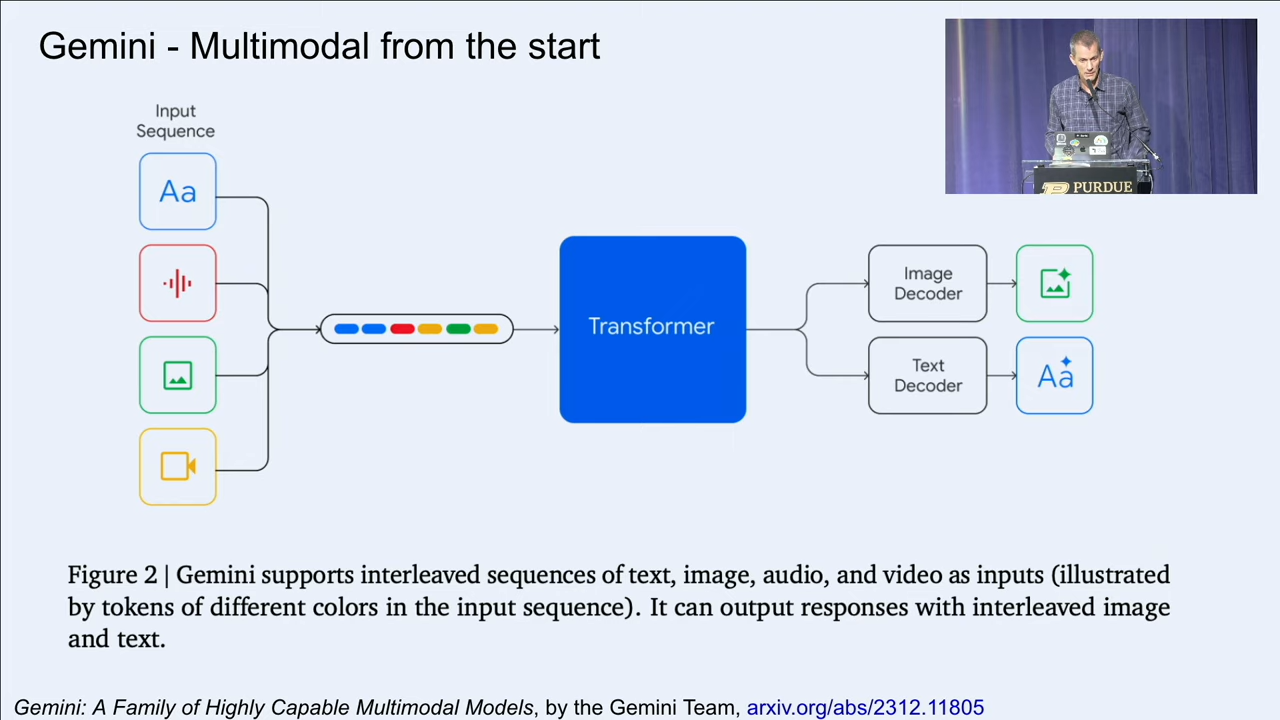 Gemini - Multimodal from the start
Input
Sequence
Aa
Transformer
Image
Decoder
Text
Decoder
Aa
PURDUE
Figure 2 | Gemini supports interleaved sequences of text, image, audio, and video as inputs (illustrated
by tokens of different colors in the input sequence). It can output responses with interleaved image
and text.
Gemini: A Family of Highly Capable Multimodal Models, by the Gemini Team, arxiv.org/abs/2312.11805